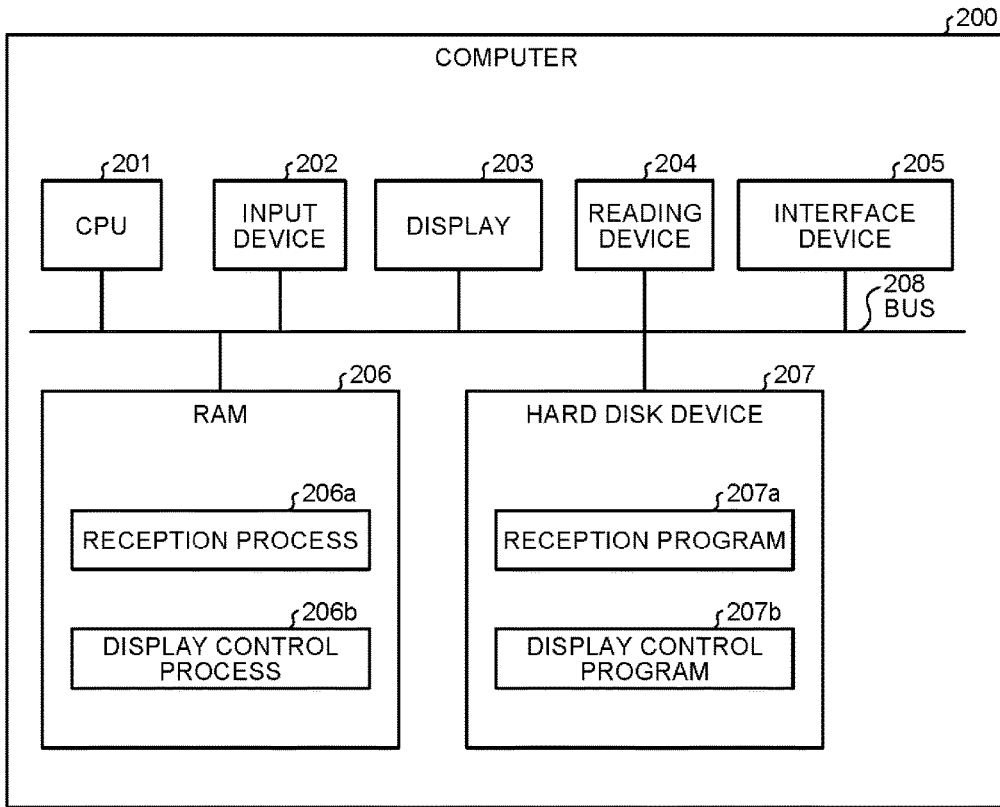 200
COMPUTER
201
202
203
204
205
CPU
INPUT
DEVICE
DISPLAY
READING
DEVICE
INTERFACE
DEVICE
208
BUS
206
207
RAM
HARD DISK DEVICE
206a
207a
RECEPTION PROCESS
RECEPTION PROGRAM
206b
207b
DISPLAY CONTROL
PROCESS
DISPLAY CONTROL
PROGRAM